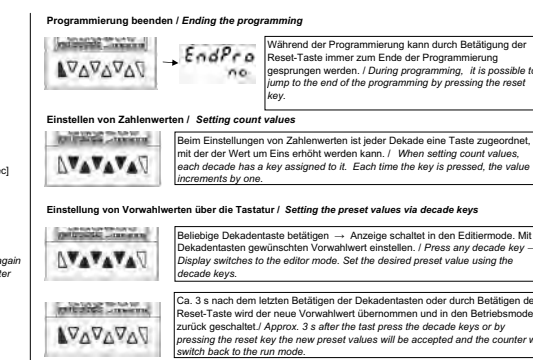 Programmierung beenden / Ending the programming
EndPro
no
Während der Programmierung kann durch Betätigung der
Reset-Taste immer zum Ende der Programmierung
gesprungen werden. / During programming, it is possible to
jump to the end of the programming by pressing the reset
key.
Einstellen von Zahlenwerten / Setting count values
Beim Einstellungen von Zahlenwerten ist jeder Dekade eine Taste zugeordnet,
mit der der Wert um Eins erhöht werden kann. / When setting count values,
each decade has a key assigned to it. Each time the key is pressed, the value
increments by one.
ec]
Einstellung von Vorwahlwerten über die Tastatur / Setting the preset values via decade keys
Beliebige Dekadentaste betätigen → Anzeige schaltet in den Editiermode. Mit
Dekadentasten gewünschten Vorwahlwert einstellen. / Press any decade key –
Display switches to the editor mode. Set the desired preset value using the
decade keys.
again
ter
Ca. 3 s nach dem letzten Betätigen der Dekadentasten oder durch Betätigen de
Reset-Taste wird der neue Vorwahlwert übernommen und in den Betriebsmode
zurück geschaltet./ Approx. 3 s after the tast press the decade keys or by
pressing the reset key the new preset values will be accepted and the counter w
switch back to the run mode.